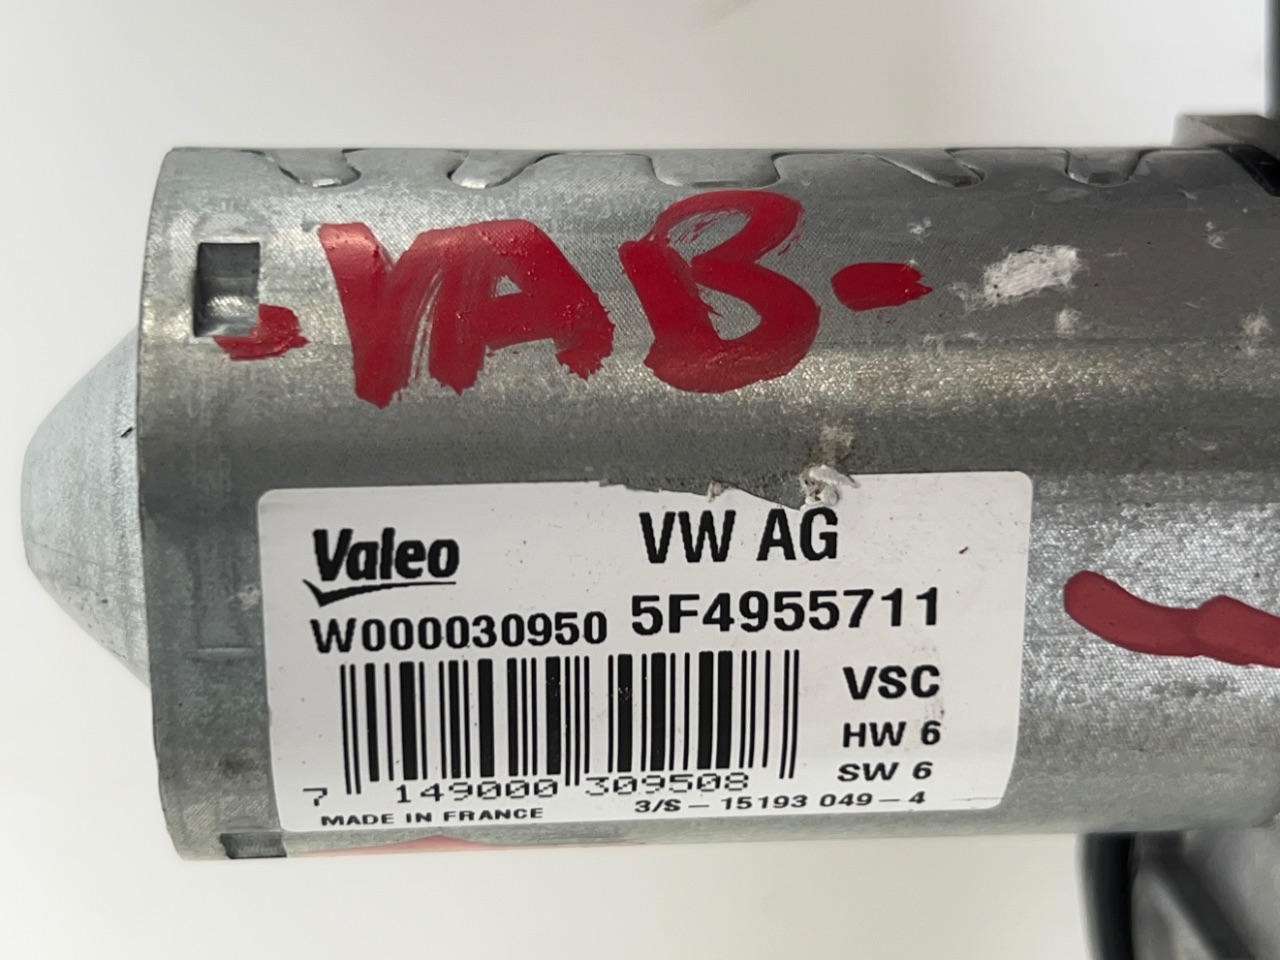 -VAB-
Valeo
VW AG
W000030950 5F4955711
VSC
HW 6
SW 6
7 149000 309508
3/S - 15193 049 - 4
MADE IN FRANCE